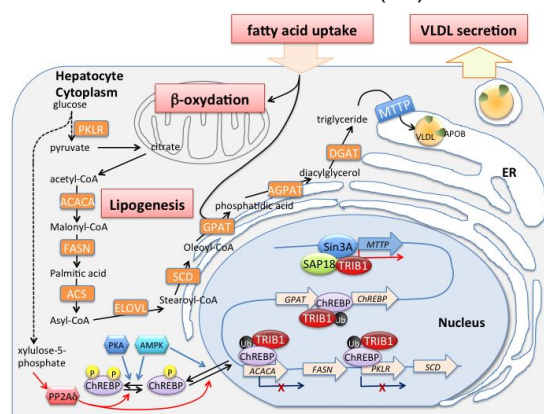 fatty acid uptake
VLDL secretion
Hepatocyte
Cytoplasm
glucose
PKLR
pyruvate
citrate
β-oxydation
acetyl-CoA
ACACA
Lipogenesis
Malonyl-CoA
FASN
Palmitic acid
ACS
Asyl-CoA
ELOVL
Stearoyl-CoA
SCD
Oleoyl-CoA
GPAT
phosphatidic acid
AGPAT
diacylglycerol
DGAT
triglyceride
MTTP
VLDL
APOB
ER
Sin3A
MTTP
SAP18
TRIB1
GPAT
ChREBP
ChREBP
TRIB1
Ub
Nucleus
Ub
TRIB1
ChREBP
ACACA
X
FASN
Ub
TRIB1
ChREBP
PKLR
X
SCD
xylulose-5-
phosphate
PKA
AMPK
P
P
ChREBP
P
ChREBP
PP2Aδ